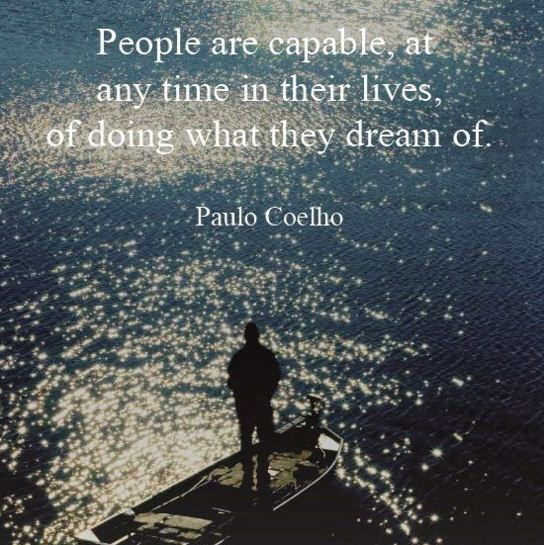 People are capable, at
any time in their lives,
of doing what they dream of.
Paulo Coelho